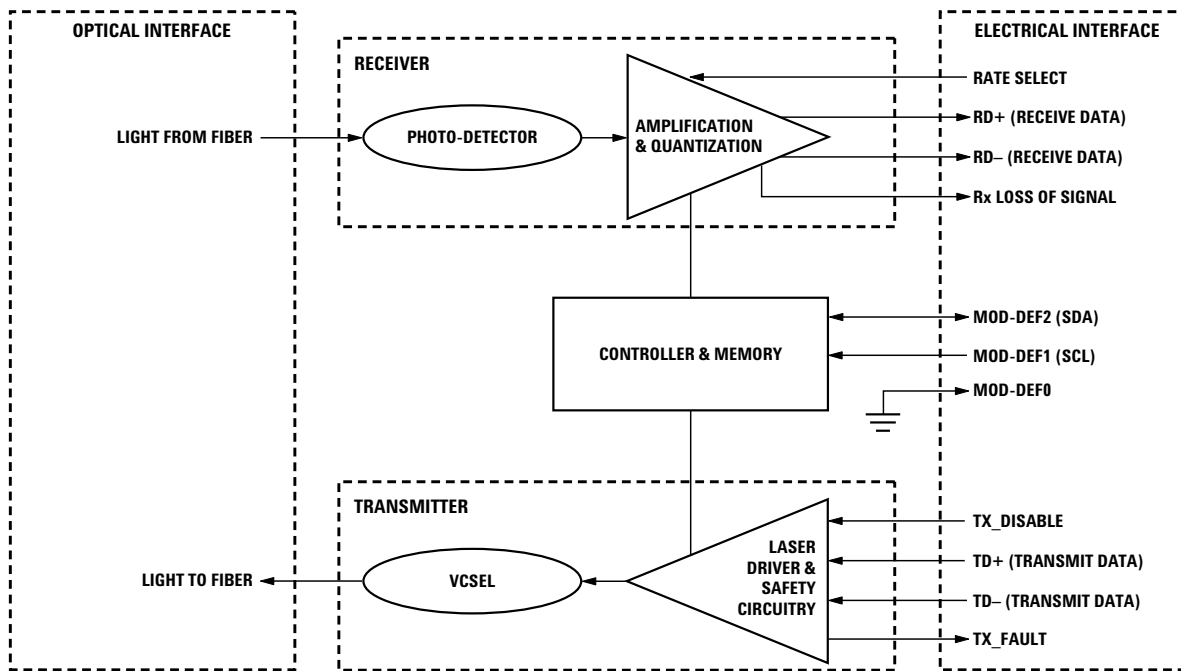 OPTICAL INTERFACE
ELECTRICAL INTERFACE
RECEIVER
RATE SELECT
LIGHT FROM FIBER
PHOTO-DETECTOR
AMPLIFICATION
& QUANTIZATION
RD+ (RECEIVE DATA)
RD– (RECEIVE DATA)
Rx LOSS OF SIGNAL
CONTROLLER & MEMORY
MOD-DEF2 (SDA)
MOD-DEF1 (SCL)
MOD-DEF0
TRANSMITTER
LIGHT TO FIBER
VCSEL
LASER
DRIVER &
SAFETY
CIRCUITRY
TX_DISABLE
TD+ (TRANSMIT DATA)
TD– (TRANSMIT DATA)
TX_FAULT